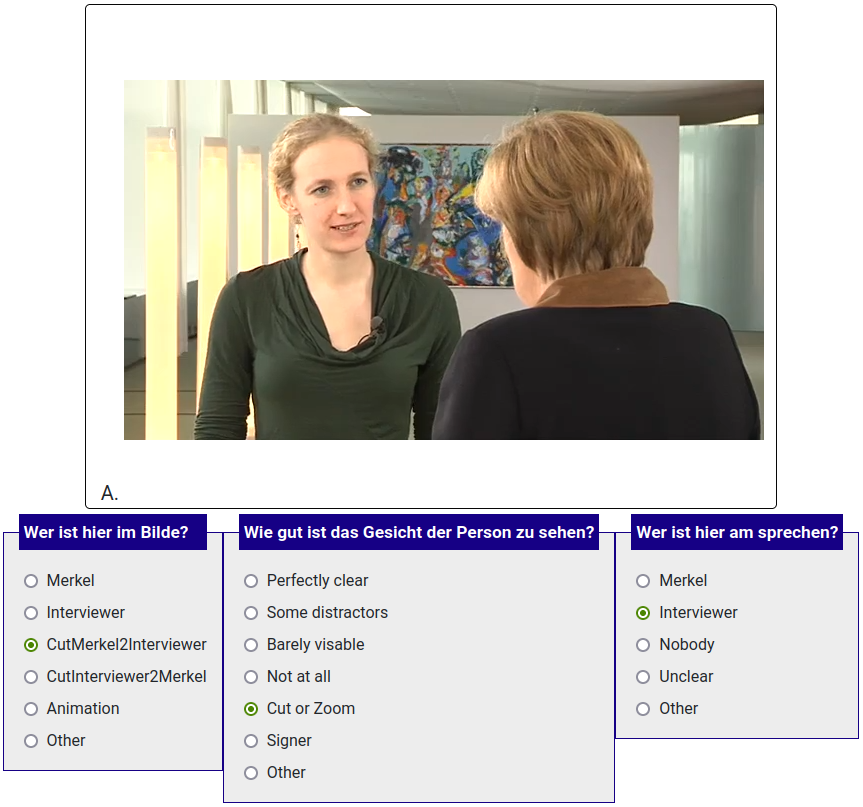 A.
Wer ist hier im Bilde?
Merkel
Interviewer
CutMerkel2Interviewer
CutInterviewer2Merkel
Animation
Other
Wie gut ist das Gesicht der Person zu sehen?
Perfectly clear
Some distractors
Barely visable
Not at all
Cut or Zoom
Signer
Other
Wer ist hier am sprechen?
Merkel
Interviewer
Nobody
Unclear
Other